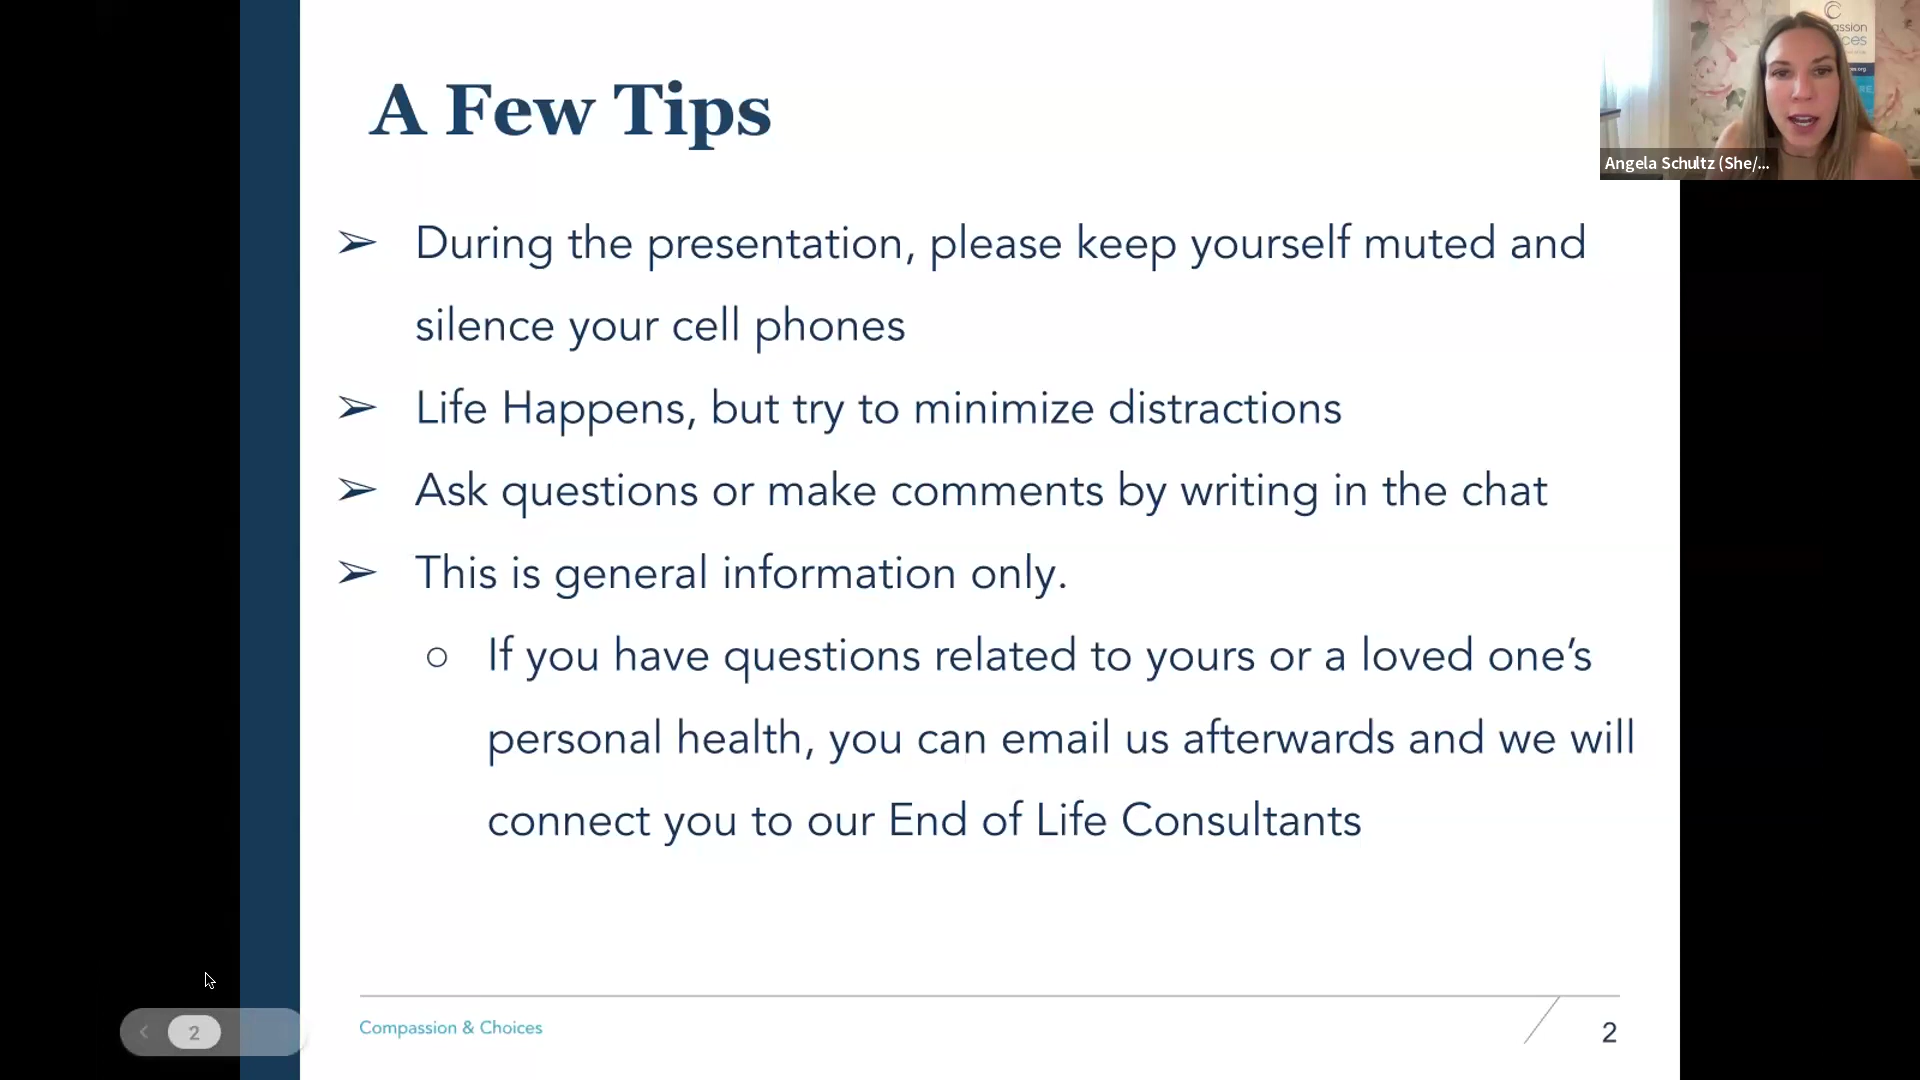 A Few Tips
➢ During the presentation, please keep yourself muted and
silence your cell phones
➢ Life Happens, but try to minimize distractions
➢ Ask questions or make comments by writing in the chat
➢ This is general information only.
○ If you have questions related to yours or a loved one’s
personal health, you can email us afterwards and we will
connect you to our End of Life Consultants
Compassion & Choices
2
2
Angela Schultz (She/...